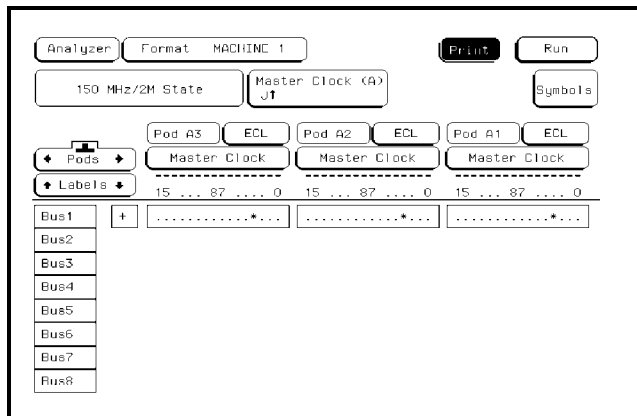 Analyzer Format MACHINE 1 Print Run
150 MHz/2M State Master Clock (A) J↑ Symbols
Pod A3 ECL Pod A2 ECL Pod A1 ECL
← Pods → Master Clock Master Clock Master Clock
↑ Labels ↓ 15 ... 87 .... 0 15 ... 87 .... 0 15 ... 87 .... 0
Bus1 + ............*... ............*... ............*...
Bus2
Bus3
Bus4
Bus5
Bus6
Bus7
Bus8